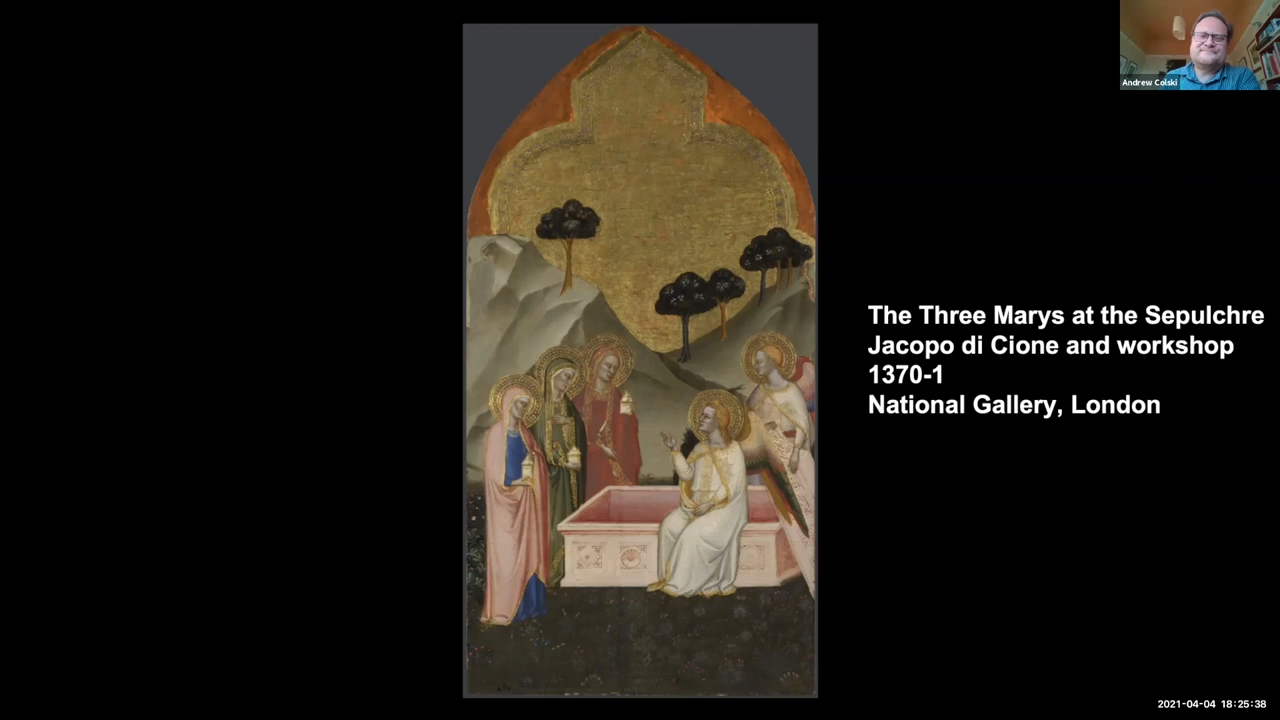 Andrew Colski
The Three Marys at the Sepulchre
Jacopo di Cione and workshop
1370-1
National Gallery, London
2021-04-04 18:25:38